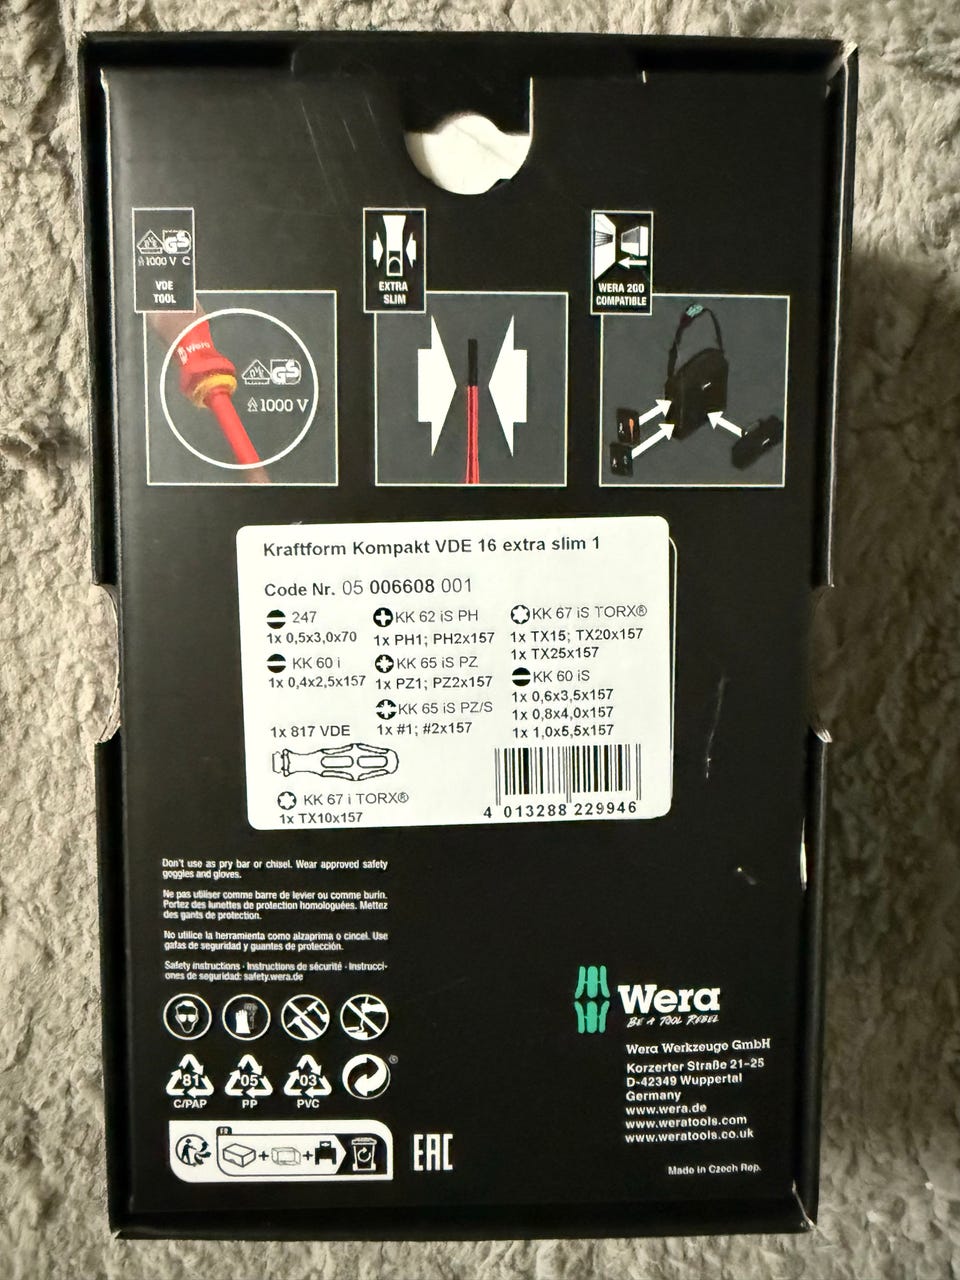 1000 V C
VDE
TOOL
EXTRA
SLIM
WERA 2GO
COMPATIBLE
Wera
1000 V
Kraftform Kompakt VDE 16 extra slim 1
Code Nr. 05 006608 001
247
1x 0,5x3,0x70
KK 60 i
1x 0,4x2,5x157
1x 817 VDE
KK 67 i TORX®
1x TX10x157
KK 62 iS PH
1x PH1; PH2x157
KK 65 iS PZ
1x PZ1; PZ2x157
KK 65 iS PZ/S
1x #1; #2x157
KK 67 iS TORX®
1x TX15; TX20x157
1x TX25x157
KK 60 iS
1x 0,6x3,5x157
1x 0,8x4,0x157
1x 1,0x5,5x157
4 013288 229946
Don't use as pry bar or chisel. Wear approved safety
goggles and gloves.
Ne pas utiliser comme barre de levier ou comme burin.
Portez des lunettes de protection homologuées. Mettez
des gants de protection.
No utilice la herramienta como alzaprima o cincel. Use
gafas de seguridad y guantes de protección.
Safety instructions · Instructions de sécurité · Instrucci-
ones de seguridad: safety.wera.de
81
C/PAP
05
PP
03
PVC
®
FR
EAC
Wera
BE A TOOL REBEL
Wera Werkzeuge GmbH
Korzerter Straße 21-25
D-42349 Wuppertal
Germany
www.wera.de
www.weratools.com
www.weratools.co.uk
Made in Czech Rep.